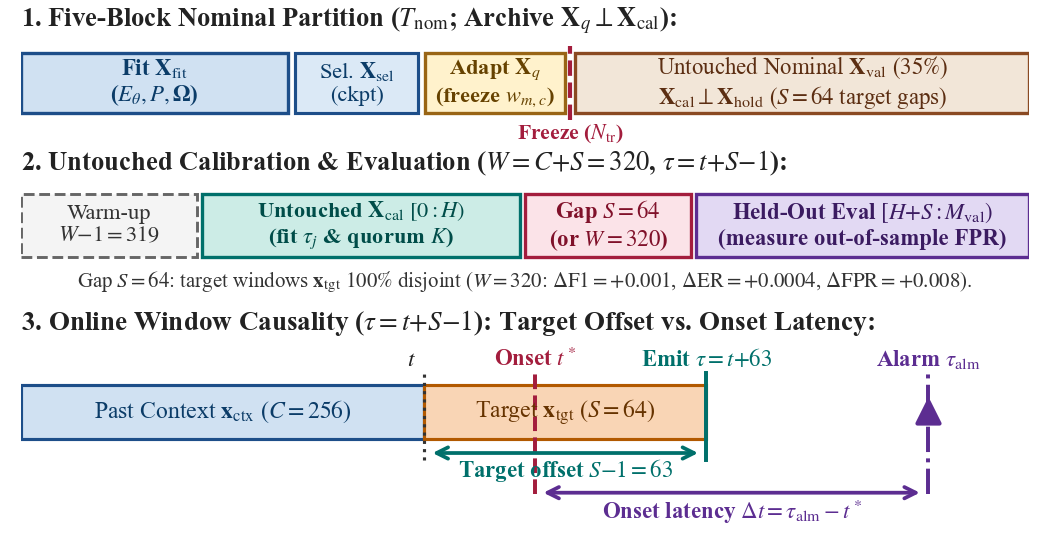 1. Five-Block Nominal Partition (T_nom; Archive X_q ⊥ X_cal):
Fit X_fit
(E_θ, P, Ω)
Sel. X_sel
(ckpt)
Adapt X_q
(freeze w_{m,c})
Untouched Nominal X_val (35%)
X_cal ⊥ X_hold (S = 64 target gaps)
Freeze (N_tr)
2. Untouched Calibration & Evaluation (W = C+S = 320, τ = t+S−1):
Warm-up
W−1 = 319
Untouched X_cal [0 : H)
(fit τ_j & quorum K)
Gap S = 64
(or W = 320)
Held-Out Eval [H+S : M_val)
(measure out-of-sample FPR)
Gap S = 64: target windows x_tgt 100% disjoint (W = 320: ΔF1 = +0.001, ΔER = +0.0004, ΔFPR = +0.008).
3. Online Window Causality (τ = t+S−1): Target Offset vs. Onset Latency:
t
Onset t*
Emit τ = t+63
Alarm τ_alm
Past Context x_ctx (C = 256)
Target x_tgt (S = 64)
Target offset S−1 = 63
Onset latency Δt = τ_alm − t*